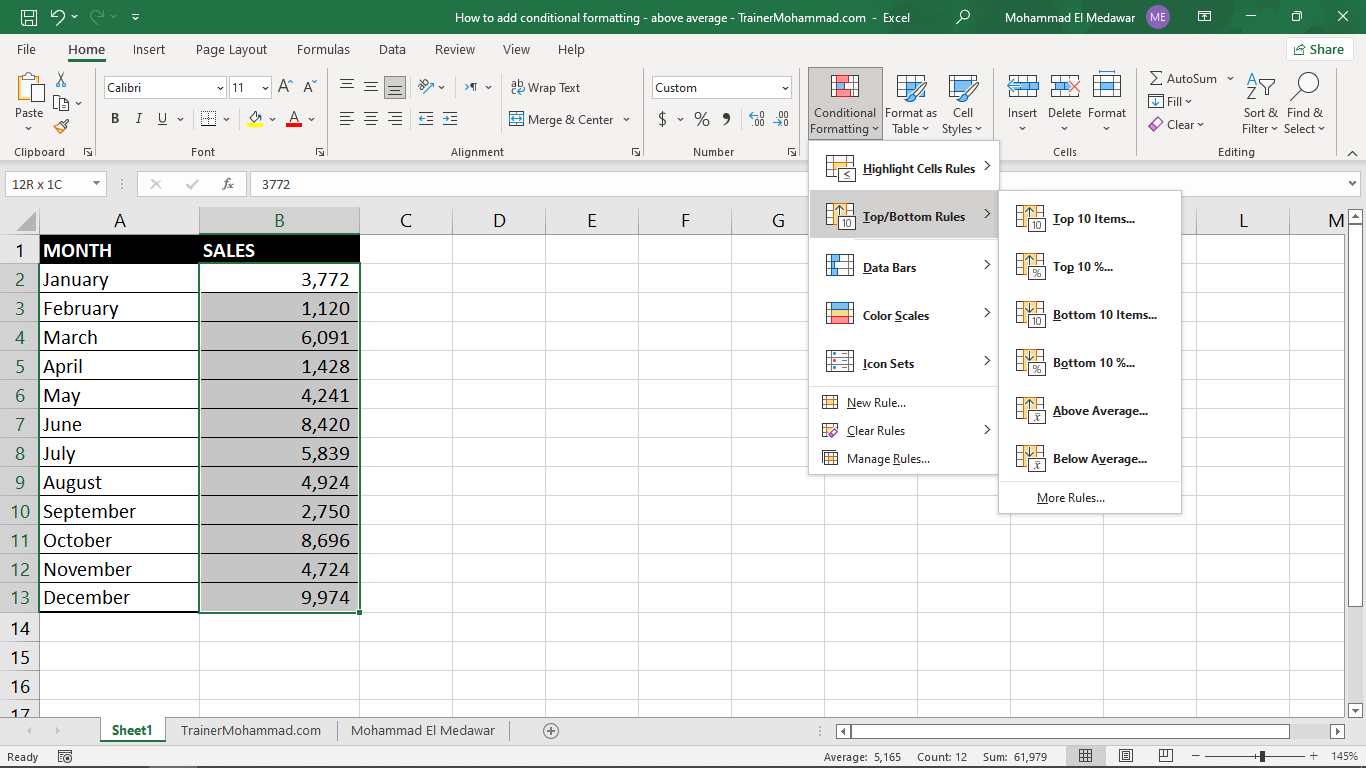 How to add conditional formatting - above average - TrainerMohammad.com - Excel
Mohammad El Medawar ME
File Home Insert Page Layout Formulas Data Review View Help Share
Paste
Clipboard
Calibri 11
B I U A
Font
Wrap Text
Merge & Center
Alignment
Custom
$ % 9
Number
Conditional Formatting
Format as Table
Cell Styles
Insert Delete Format
Cells
AutoSum
Fill
Clear
Sort & Filter
Find & Select
Editing
12R x 1C fx 3772
A B C D E F G L M
1 MONTH SALES
2 January 3,772
3 February 1,120
4 March 6,091
5 April 1,428
6 May 4,241
7 June 8,420
8 July 5,839
9 August 4,924
10 September 2,750
11 October 8,696
12 November 4,724
13 December 9,974
14
15
16
17
Highlight Cells Rules
Top/Bottom Rules
Data Bars
Color Scales
Icon Sets
New Rule...
Clear Rules
Manage Rules...
Top 10 Items...
Top 10 %...
Bottom 10 Items...
Bottom 10 %...
Above Average...
Below Average...
More Rules...
Sheet1 TrainerMohammad.com Mohammad El Medawar
Ready Average: 5,165 Count: 12 Sum: 61,979 145%